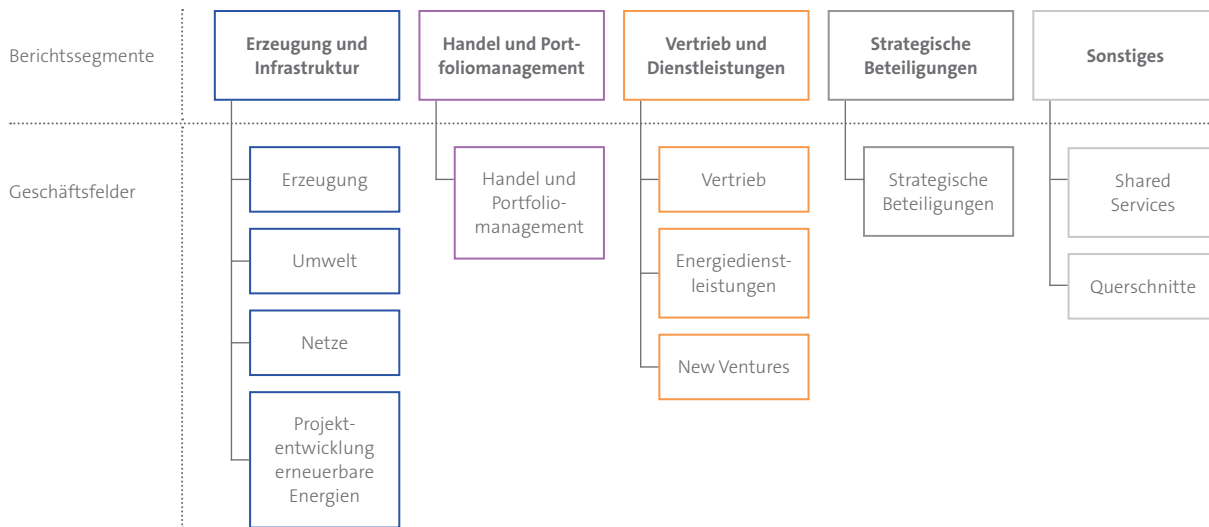 Berichtssegmente
Erzeugung und
Infrastruktur
Handel und Port-
foliomanagement
Vertrieb und
Dienstleistungen
Strategische
Beteiligungen
Sonstiges
Geschäftsfelder
Erzeugung
Umwelt
Netze
Projekt-
entwicklung
erneuerbare
Energien
Handel und
Portfolio-
management
Vertrieb
Energiedienst-
leistungen
New Ventures
Strategische
Beteiligungen
Shared
Services
Querschnitte